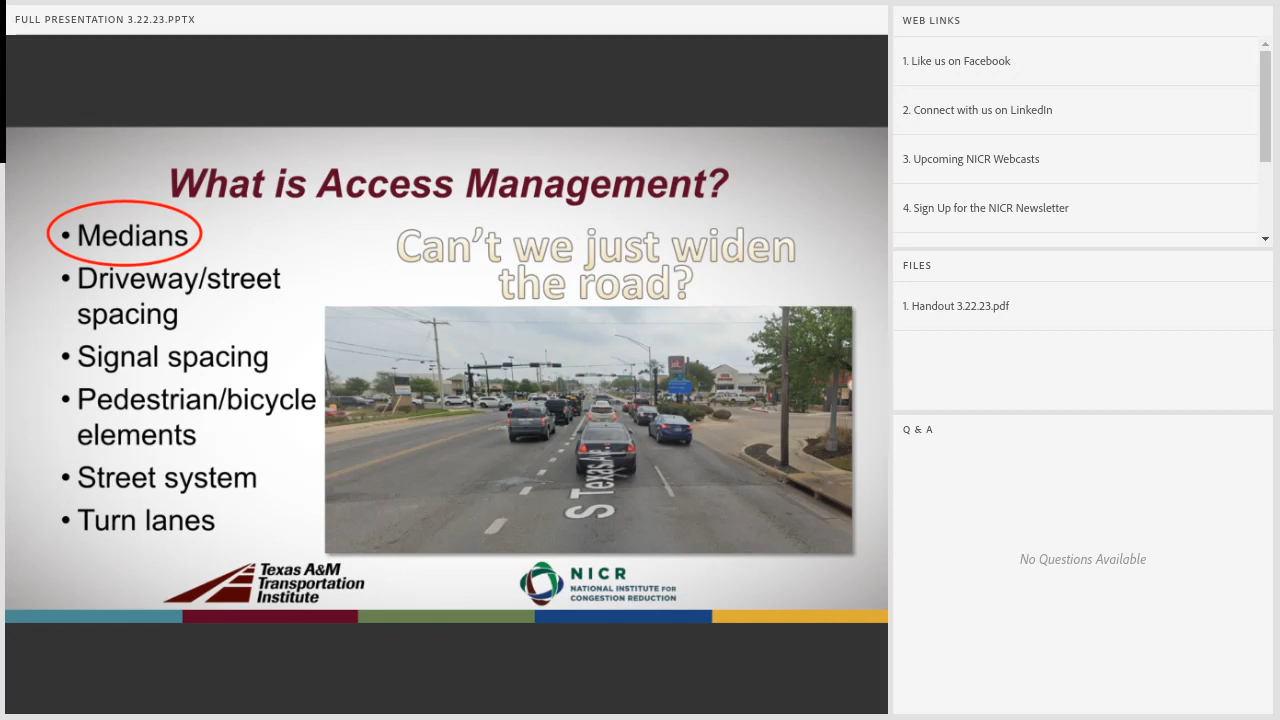 FULL PRESENTATION 3.22.23.PPTX
What is Access Management?
• Medians
• Driveway/street
spacing
• Signal spacing
• Pedestrian/bicycle
elements
• Street system
• Turn lanes
Can't we just widen
the road?
S Texas Ave
Texas A&M
Transportation
Institute
NICR
NATIONAL INSTITUTE FOR
CONGESTION REDUCTION
WEB LINKS
1. Like us on Facebook
2. Connect with us on LinkedIn
3. Upcoming NICR Webcasts
4. Sign Up for the NICR Newsletter
FILES
1. Handout 3.22.23.pdf
Q & A
No Questions Available